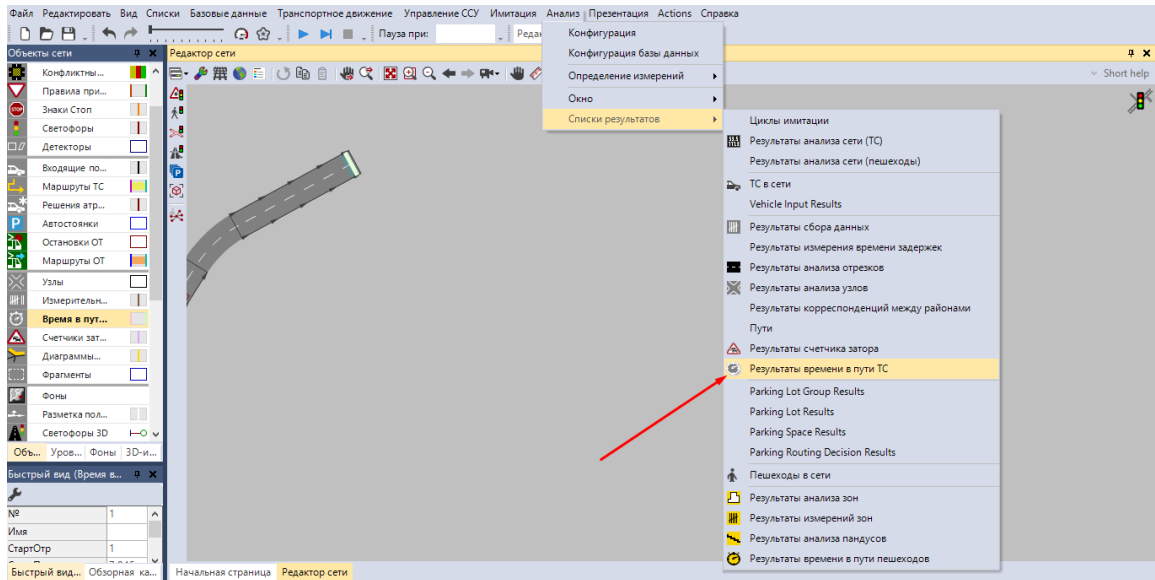 Файл Редактировать Вид Списки Базовые данные Транспортное движение Управление ССУ Имитация Анализ Презентация Actions Справка
Пауза при:
Объекты сети
Редактор сети
Short help
Конфликтны...
Правила при...
Знаки Стоп
Светофоры
Детекторы
Входящие по...
Маршруты ТС
Решения атр...
Автостоянки
Остановки ОТ
Маршруты ОТ
Узлы
Измерительн...
Время в пут...
Счетчики зат...
Диаграммы...
Фрагменты
Фоны
Разметка пол...
Светофоры 3D
Объ... Уров... Фоны 3D-и...
Быстрый вид (Время в...
№ 1
Имя
СтартОтр 1
Быстрый вид... Обзорная ка...
Начальная страница Редактор сети
Конфигурация
Конфигурация базы данных
Определение измерений
Окно
Списки результатов
Циклы имитации
Результаты анализа сети (ТС)
Результаты анализа сети (пешеходы)
ТС в сети
Vehicle Input Results
Результаты сбора данных
Результаты измерения времени задержек
Результаты анализа отрезков
Результаты анализа узлов
Результаты корреспонденций между районами
Пути
Результаты счетчика затора
Результаты времени в пути ТС
Parking Lot Group Results
Parking Lot Results
Parking Space Results
Parking Routing Decision Results
Пешеходы в сети
Результаты анализа зон
Результаты измерений зон
Результаты анализа пандусов
Результаты времени в пути пешеходов